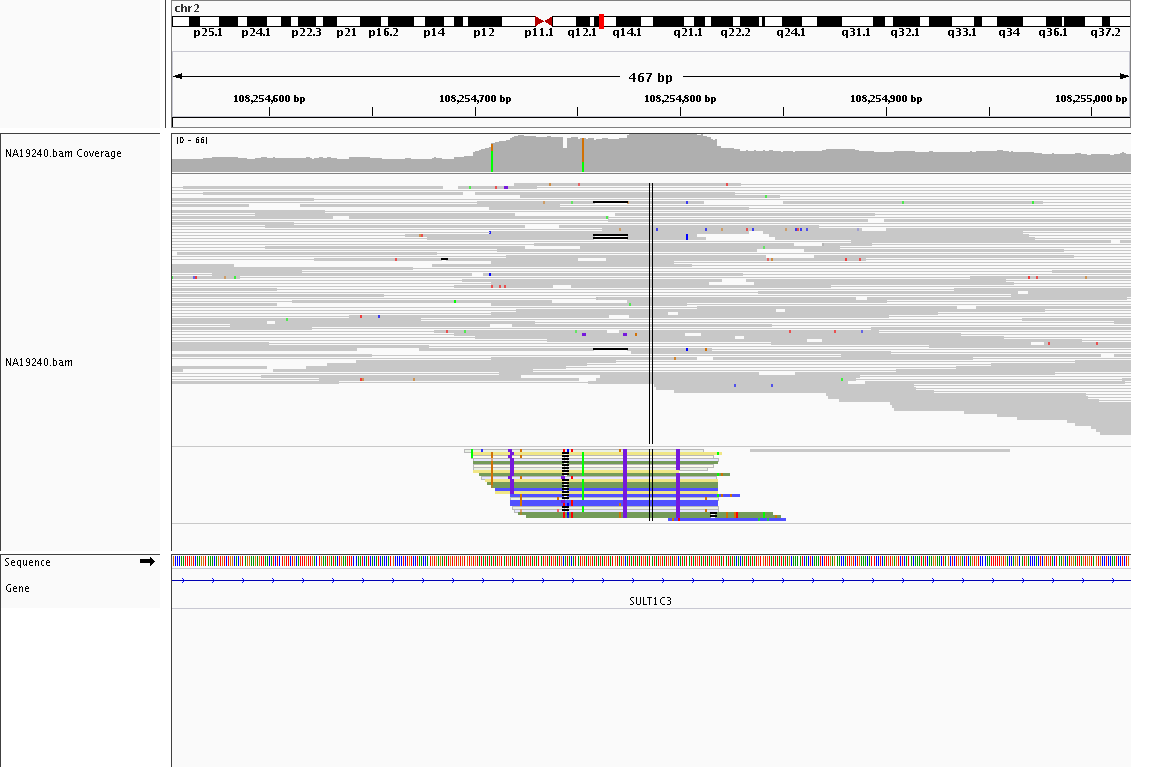 chr2
p25.1 p24.1 p22.3 p21 p16.2 p14 p12 p11.1 q12.1 q14.1 q21.1 q22.2 q24.1 q31.1 q32.1 q33.1 q34 q36.1 q37.2
467 bp
108,254,600 bp 108,254,700 bp 108,254,800 bp 108,254,900 bp 108,255,000 bp
[0 - 66]
NA19240.bam Coverage
NA19240.bam
Sequence
Gene
SULT1C3